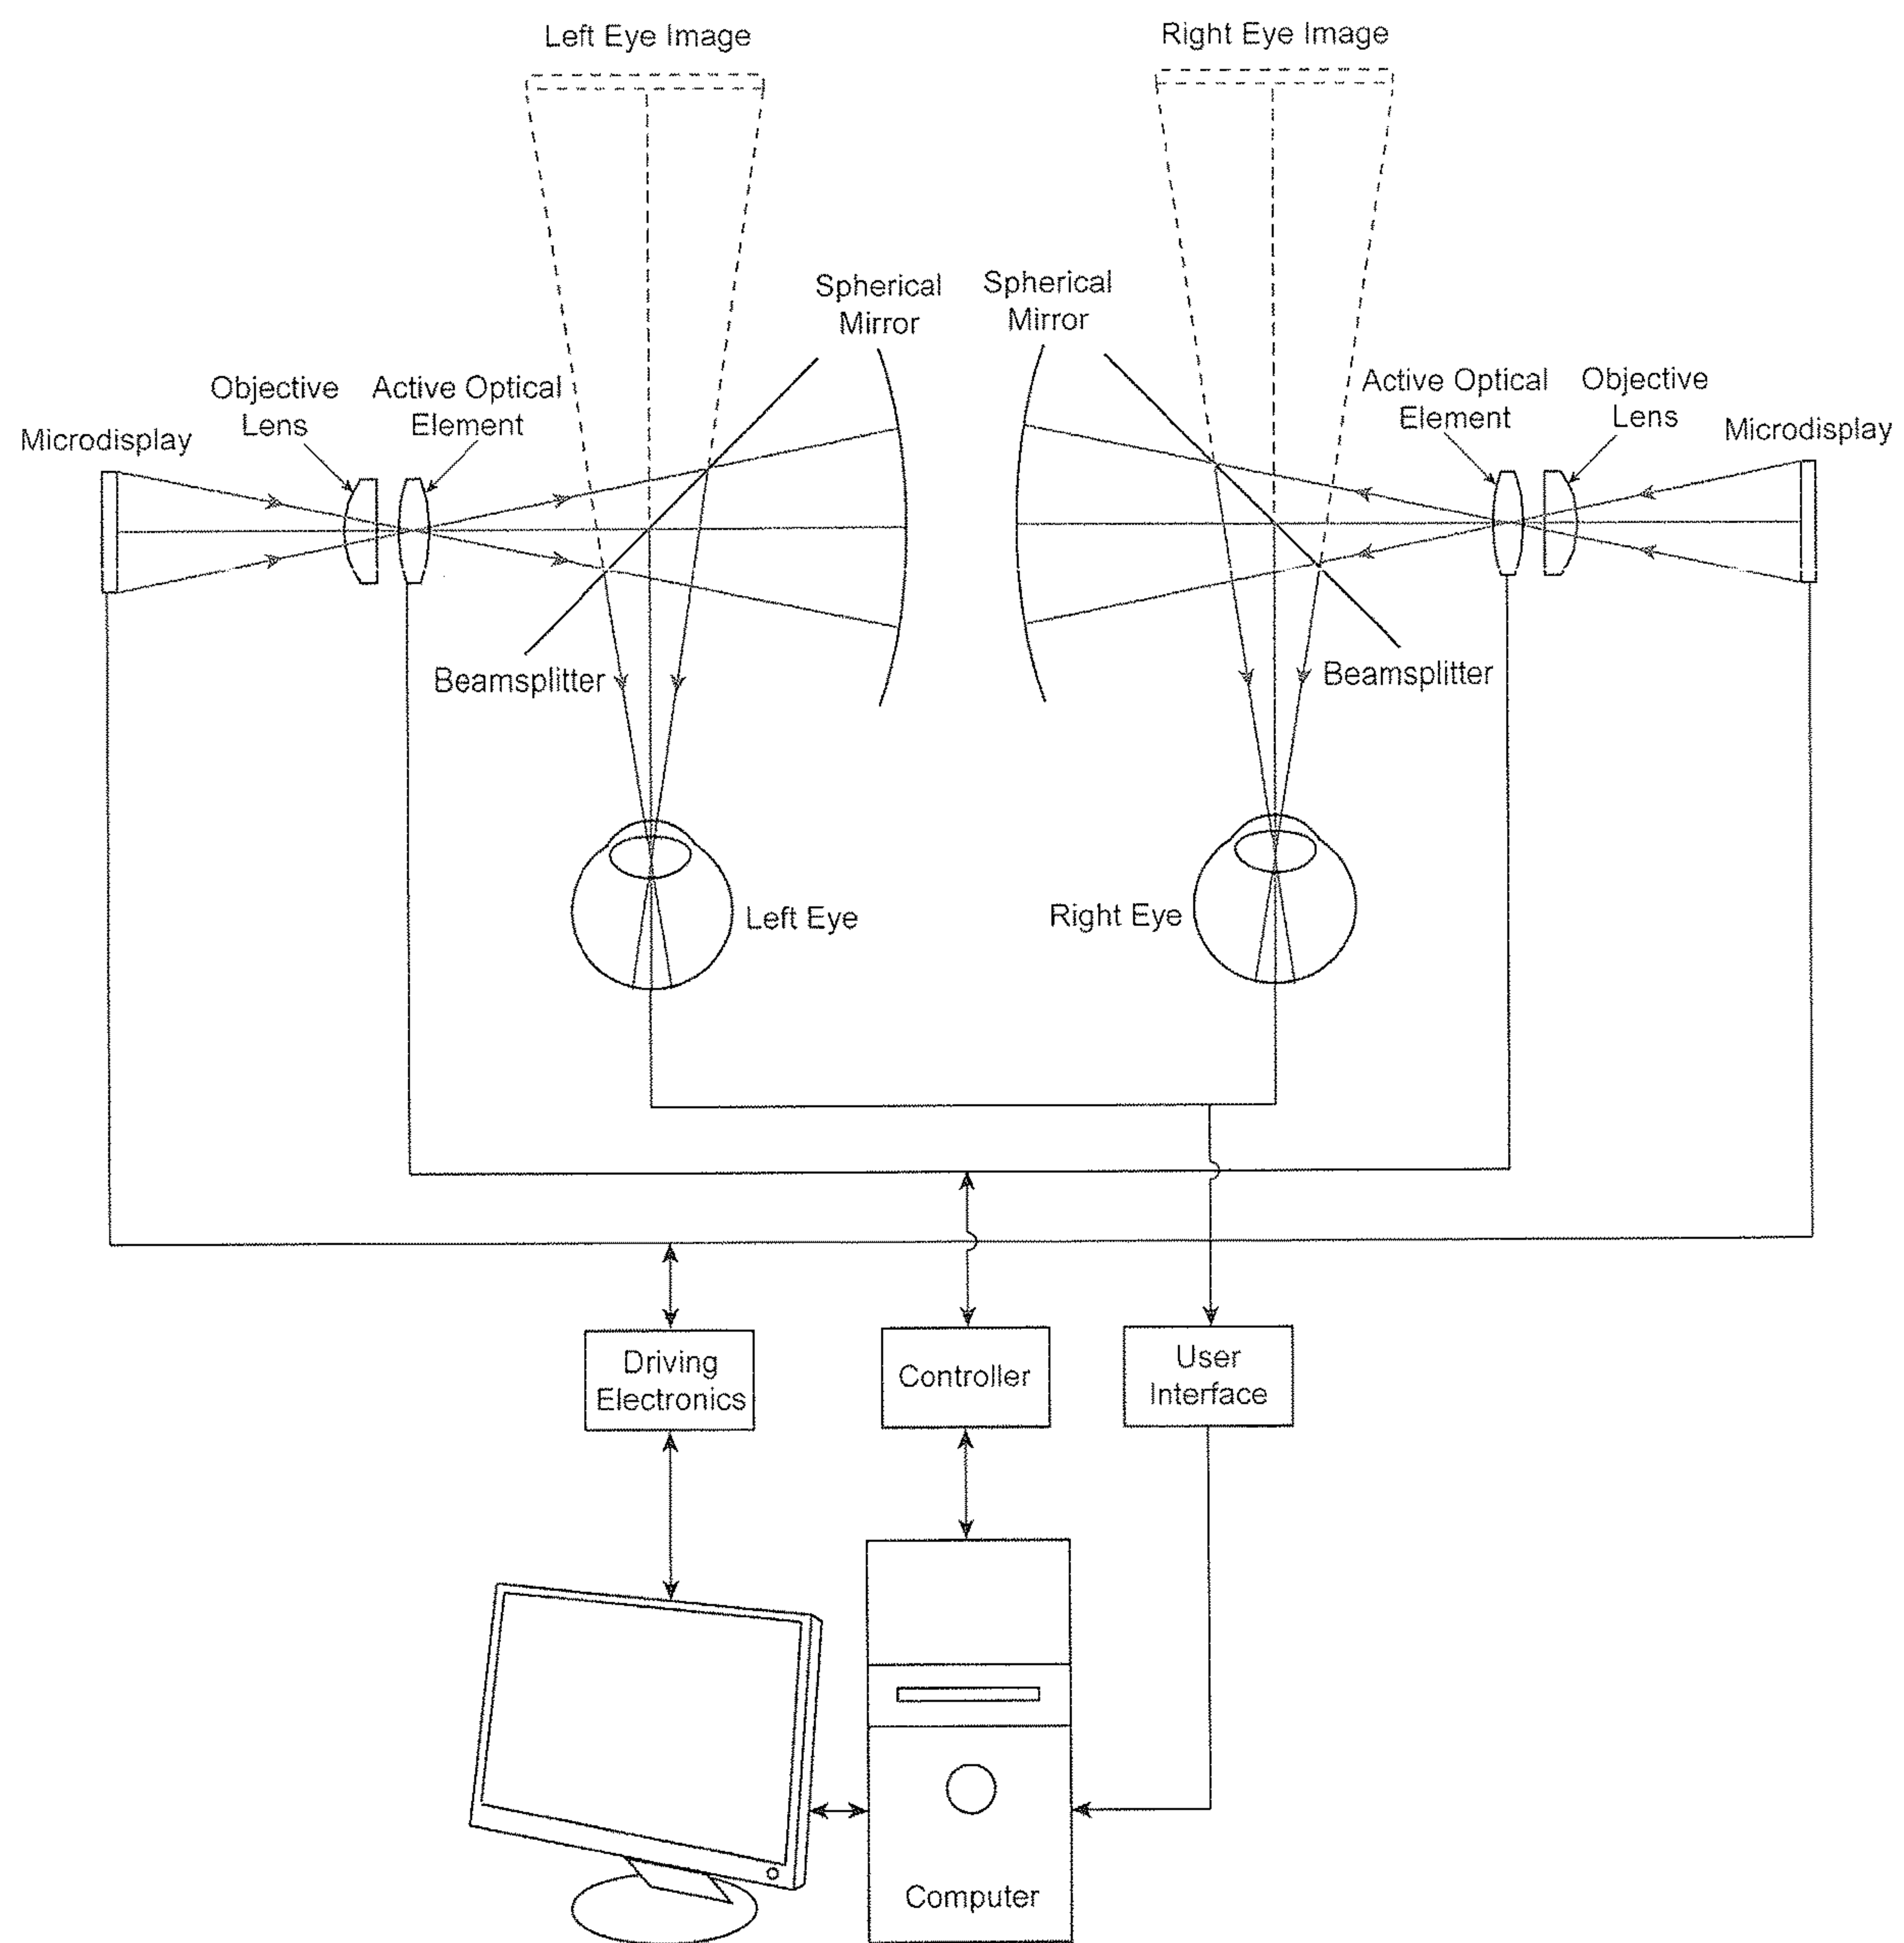 Left Eye Image
Right Eye Image
Spherical
Mirror
Spherical
Mirror
Objective
Lens
Active Optical
Element
Active Optical
Element
Objective
Lens
Microdisplay
Microdisplay
Beamsplitter
Beamsplitter
Left Eye
Right Eye
Driving
Electronics
Controller
User
Interface
Computer